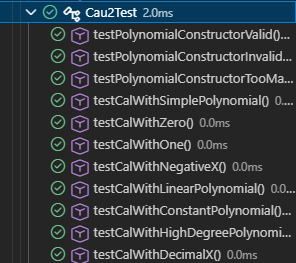 Cau2Test 2.0ms
testPolynomialConstructorValid()...
testPolynomialConstructorInvalid...
testPolynomialConstructorTooMa...
testCalWithSimplePolynomial() 0....
testCalWithZero() 0.0ms
testCalWithOne() 0.0ms
testCalWithNegativeX() 0.0ms
testCalWithLinearPolynomial() 0....
testCalWithConstantPolynomial()...
testCalWithHighDegreePolynomi...
testCalWithDecimalX() 0.0ms